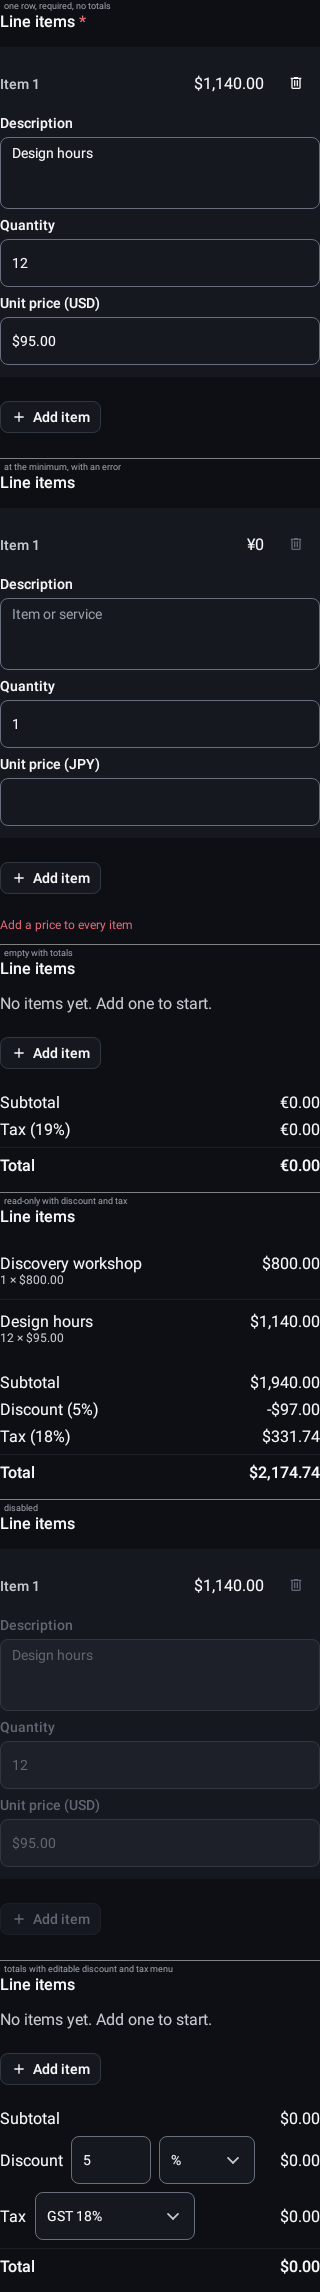 one row, required, no totals
Line items *
Item 1 $1,140.00
Description
Design hours
Quantity
12
Unit price (USD)
$95.00
+ Add item
at the minimum, with an error
Line items
Item 1 ¥0
Description
Item or service
Quantity
1
Unit price (JPY)
+ Add item
Add a price to every item
empty with totals
Line items
No items yet. Add one to start.
+ Add item
Subtotal €0.00
Tax (19%) €0.00
Total €0.00
read-only with discount and tax
Line items
Discovery workshop $800.00
1 × $800.00
Design hours $1,140.00
12 × $95.00
Subtotal $1,940.00
Discount (5%) -$97.00
Tax (18%) $331.74
Total $2,174.74
disabled
Line items
Item 1 $1,140.00
Description
Design hours
Quantity
12
Unit price (USD)
$95.00
+ Add item
totals with editable discount and tax menu
Line items
No items yet. Add one to start.
+ Add item
Subtotal $0.00
Discount 5 % $0.00
Tax GST 18% $0.00
Total $0.00